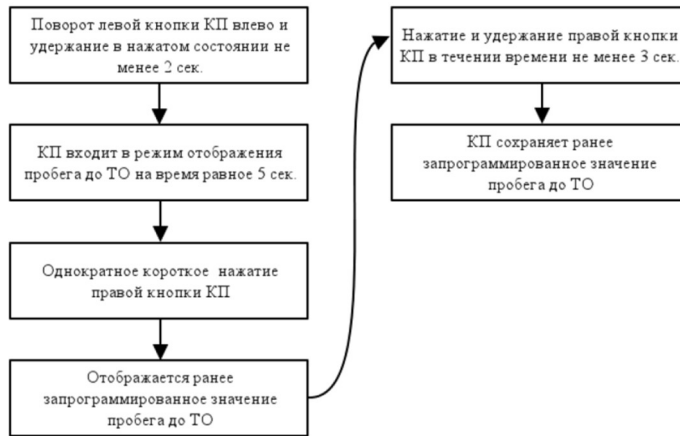 Поворот левой кнопки КП влево и
удержание в нажатом состоянии не
менее 2 сек.
КП входит в режим отображения
пробега до ТО на время равное 5 сек.
Однократное короткое нажатие
правой кнопки КП
Отображается ранее
запрограммированное значение
пробега до ТО
Нажатие и удержание правой кнопки
КП в течении времени не менее 3 сек.
КП сохраняет ранее
запрограммированное значение
пробега до ТО